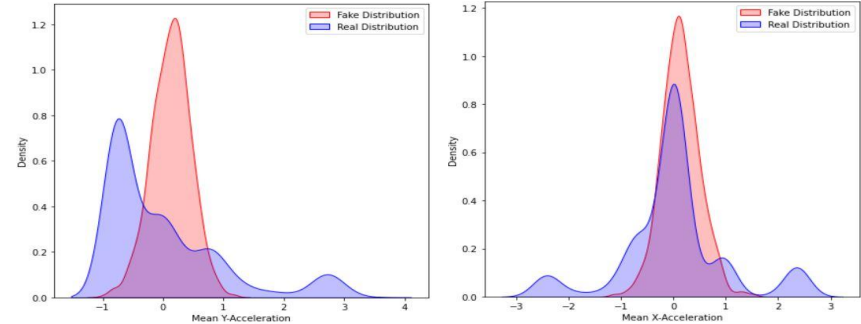 1.2
1.0
0.8
0.6
0.4
0.2
0.0
Density
−1 0 1 2 3 4
Mean Y-Acceleration
Fake Distribution
Real Distribution
1.2
1.0
0.8
0.6
0.4
0.2
0.0
Density
−3 −2 −1 0 1 2 3
Mean X-Acceleration
Fake Distribution
Real Distribution